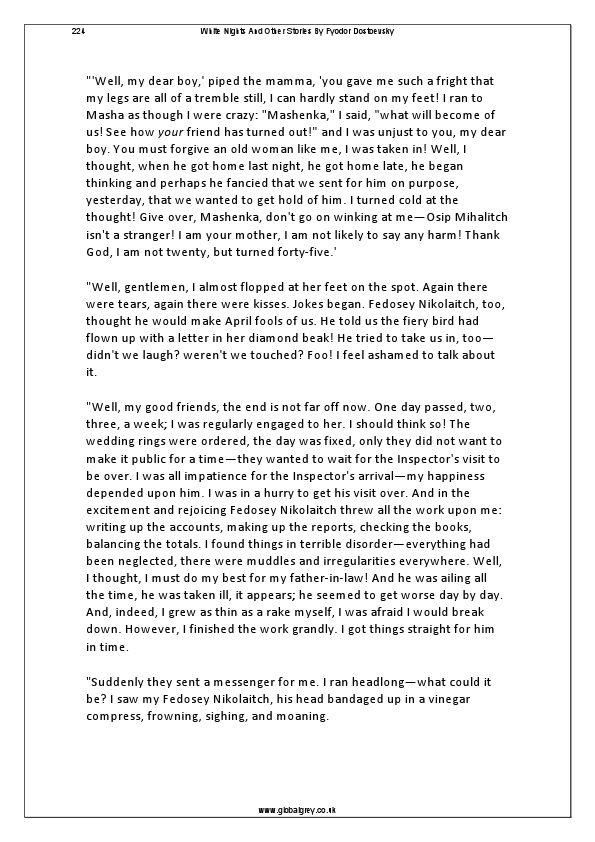 224 White Nights And Other Stories By Fyodor Dostoevsky
"'Well, my dear boy,' piped the mamma, 'you gave me such a fright that
my legs are all of a tremble still, I can hardly stand on my feet! I ran to
Masha as though I were crazy: "Mashenka," I said, "what will become of
us! See how your friend has turned out!" and I was unjust to you, my dear
boy. You must forgive an old woman like me, I was taken in! Well, I
thought, when he got home last night, he got home late, he began
thinking and perhaps he fancied that we sent for him on purpose,
yesterday, that we wanted to get hold of him. I turned cold at the
thought! Give over, Mashenka, don't go on winking at me—Osip Mihalitch
isn't a stranger! I am your mother, I am not likely to say any harm! Thank
God, I am not twenty, but turned forty-five.'
"Well, gentlemen, I almost flopped at her feet on the spot. Again there
were tears, again there were kisses. Jokes began. Fedosey Nikolaitch, too,
thought he would make April fools of us. He told us the fiery bird had
flown up with a letter in her diamond beak! He tried to take us in, too—
didn't we laugh? weren't we touched? Foo! I feel ashamed to talk about
it.
"Well, my good friends, the end is not far off now. One day passed, two,
three, a week; I was regularly engaged to her. I should think so! The
wedding rings were ordered, the day was fixed, only they did not want to
make it public for a time—they wanted to wait for the Inspector's visit to
be over. I was all impatience for the Inspector's arrival—my happiness
depended upon him. I was in a hurry to get his visit over. And in the
excitement and rejoicing Fedosey Nikolaitch threw all the work upon me:
writing up the accounts, making up the reports, checking the books,
balancing the totals. I found things in terrible disorder—everything had
been neglected, there were muddles and irregularities everywhere. Well,
I thought, I must do my best for my father-in-law! And he was ailing all
the time, he was taken ill, it appears; he seemed to get worse day by day.
And, indeed, I grew as thin as a rake myself, I was afraid I would break
down. However, I finished the work grandly. I got things straight for him
in time.
"Suddenly they sent a messenger for me. I ran headlong—what could it
be? I saw my Fedosey Nikolaitch, his head bandaged up in a vinegar
compress, frowning, sighing, and moaning.
www.globalgrey.co.uk